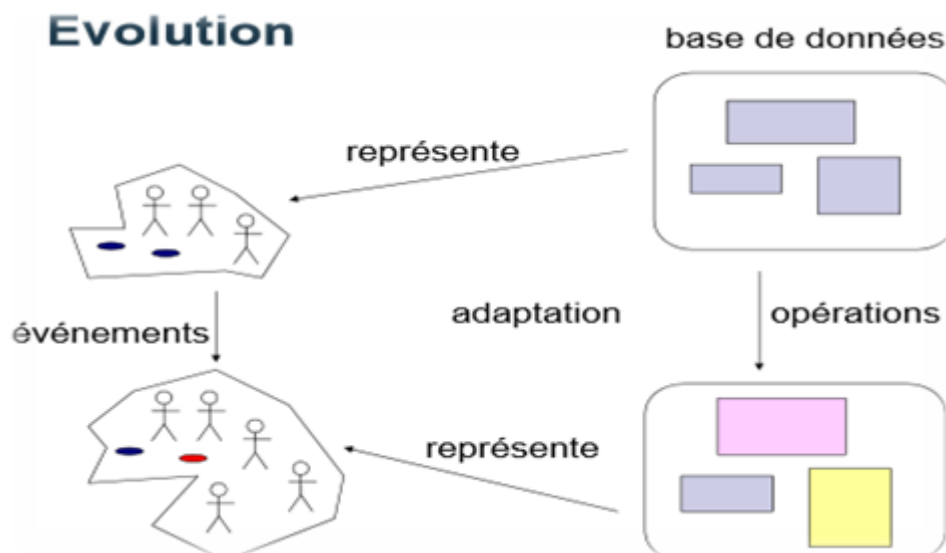 Evolution
base de données
représente
événements
adaptation
opérations
représente